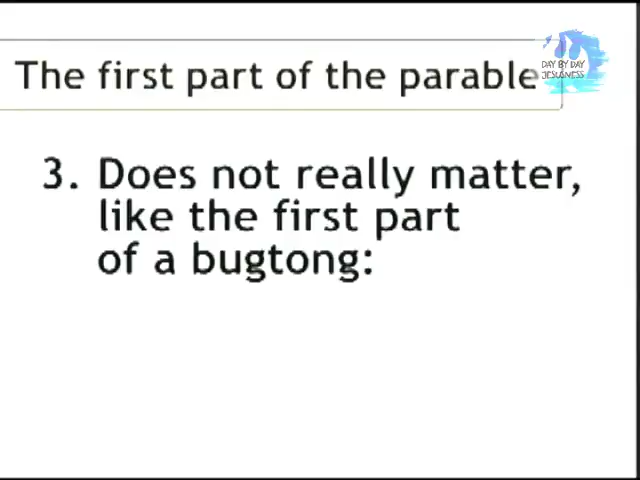 The first part of the parable
DAY BY DAY
JESUSNESS
3. Does not really matter,
like the first part
of a bugtong: